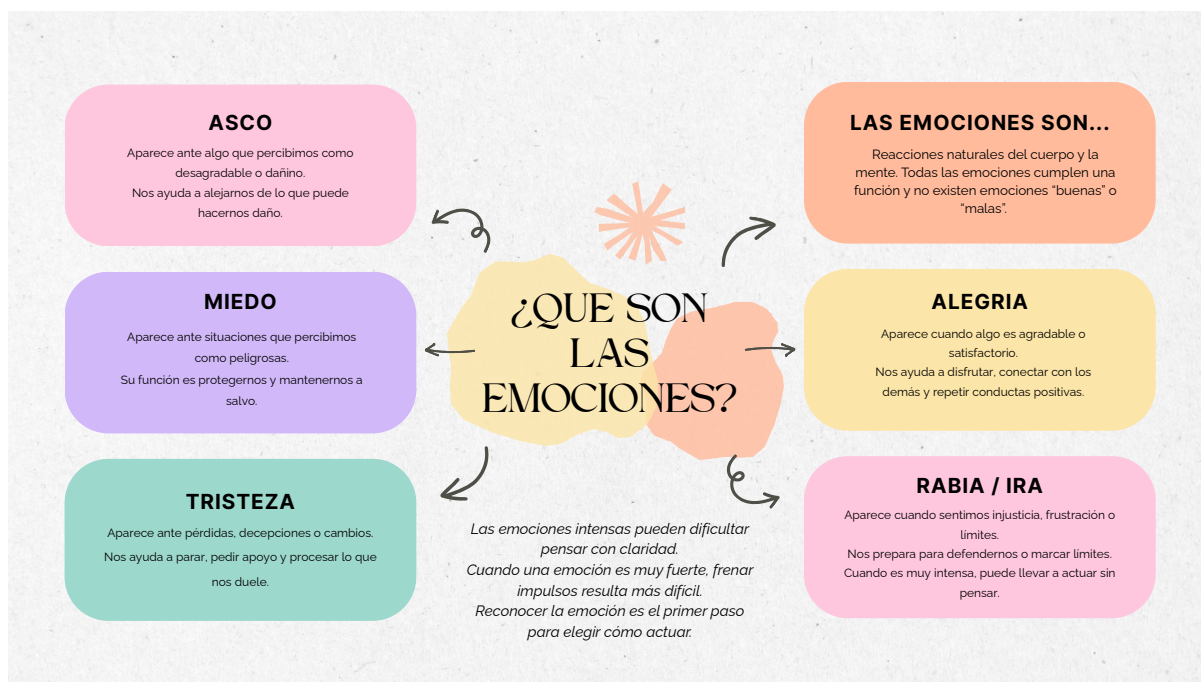 ASCO
Aparece ante algo que percibimos como
desagradable o dañino.
Nos ayuda a alejarnos de lo que puede
hacernos daño.
MIEDO
Aparece ante situaciones que percibimos
como peligrosas.
Su función es protegernos y mantenernos a
salvo.
TRISTEZA
Aparece ante pérdidas, decepciones o cambios.
Nos ayuda a parar, pedir apoyo y procesar lo que
nos duele.
¿QUE SON
LAS
EMOCIONES?
Las emociones intensas pueden dificultar
pensar con claridad.
Cuando una emoción es muy fuerte, frenar
impulsos resulta más difícil.
Reconocer la emoción es el primer paso
para elegir cómo actuar.
LAS EMOCIONES SON...
Reacciones naturales del cuerpo y la
mente. Todas las emociones cumplen una
función y no existen emociones “buenas” o
“malas”.
ALEGRIA
Aparece cuando algo es agradable o
satisfactorio.
Nos ayuda a disfrutar, conectar con los
demás y repetir conductas positivas.
RABIA / IRA
Aparece cuando sentimos injusticia, frustración o
límites.
Nos prepara para defendernos o marcar límites.
Cuando es muy intensa, puede llevar a actuar sin
pensar.